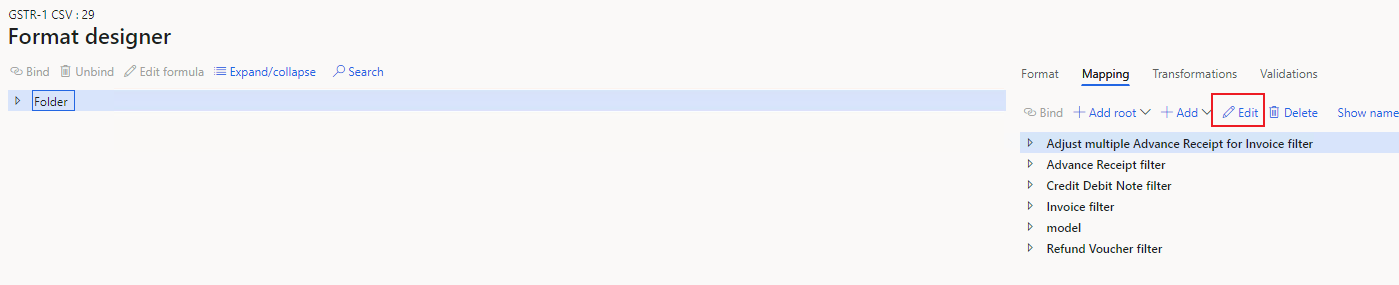 GSTR-1 CSV : 29
Format designer
Bind Unbind Edit formula Expand/collapse Search
Folder
Format Mapping Transformations Validations
Bind Add root Add Edit Delete Show name
Adjust multiple Advance Receipt for Invoice filter
Advance Receipt filter
Credit Debit Note filter
Invoice filter
model
Refund Voucher filter